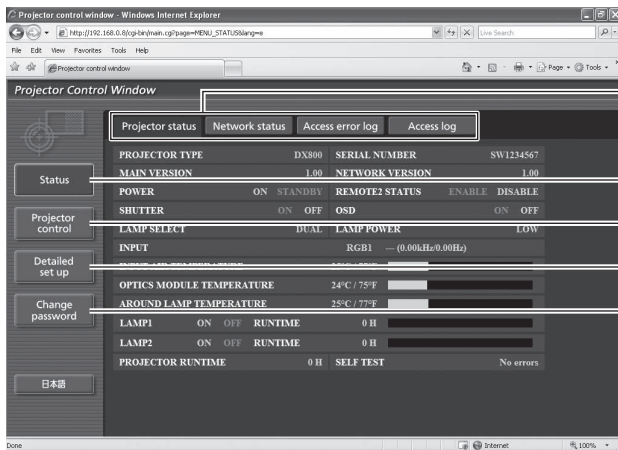 Projector control window - Windows Internet Explorer
http://192.168.0.8/cgi-bin/main.cgi?page=MENU_STATUS&lang=e
Live Search
File Edit View Favorites Tools Help
Projector control window
Page Tools
Projector Control Window
Projector status Network status Access error log Access log
PROJECTOR TYPE DX800 SERIAL NUMBER SW1234567
MAIN VERSION 1.00 NETWORK VERSION 1.00
Status
POWER ON STANDBY REMOTE2 STATUS ENABLE DISABLE
SHUTTER ON OFF OSD ON OFF
Projector control
LAMP SELECT DUAL LAMP POWER LOW
INPUT RGB1 --- (0.00kHz/0.00Hz)
Detailed set up
OPTICS MODULE TEMPERATURE 24°C / 75°F
Change password
AROUND LAMP TEMPERATURE 25°C / 77°F
LAMP1 ON OFF RUNTIME 0 H
LAMP2 ON OFF RUNTIME 0 H
PROJECTOR RUNTIME 0 H SELF TEST No errors
日本語
Done Internet 100%